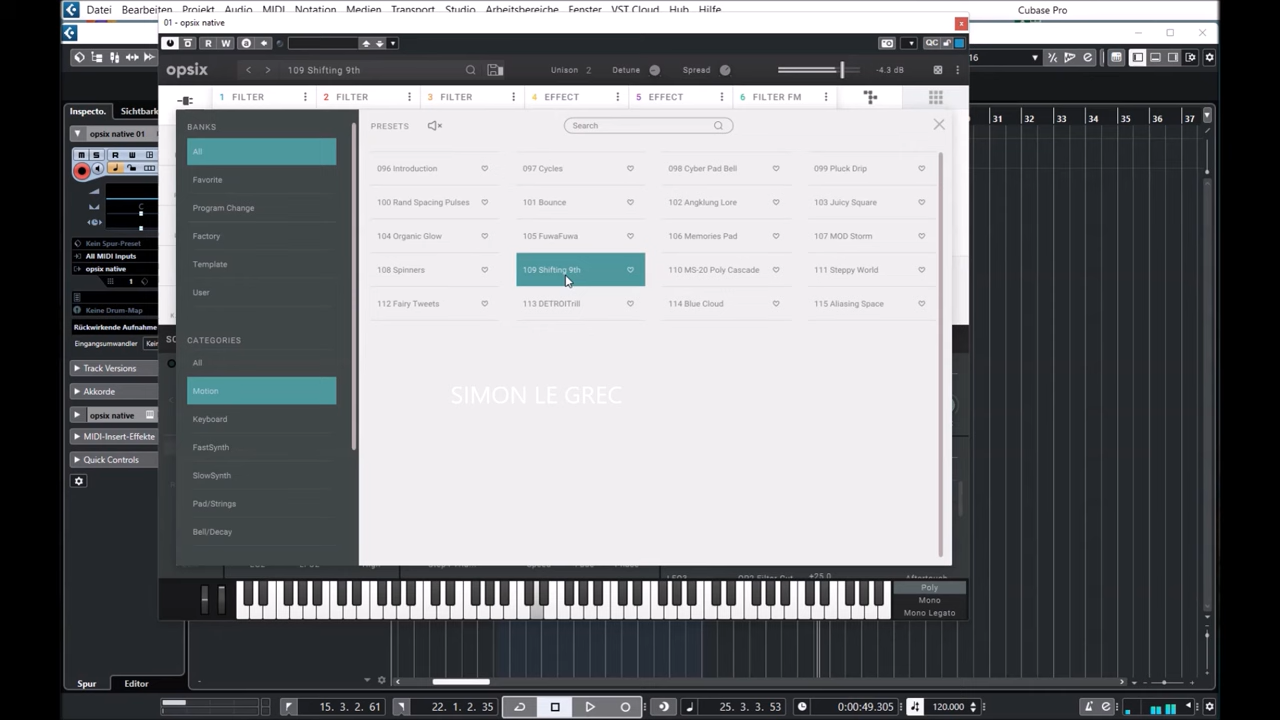 Datei Bearbeiten Projekt Audio MIDI Notation Medien Transport Studio Arbeitsbereiche Fenster VST Cloud Hub Hilfe Cubase Pro
01 - opsix native
R W QC
opsix 109 Shifting 9th Unison 2 Detune Spread -4.3 dB
1 FILTER 2 FILTER 3 FILTER 4 EFFECT 5 EFFECT 6 FILTER FM
16
31 32 33 34 35 36 37
Inspecto. Sichtbark
opsix native 01
M S R W
Kein Spur-Preset
All MIDI Inputs
opsix native
1
Keine Drum-Map
Rückwirkende Aufnahme
Eingangsumwandler Kein
Track Versions
Akkorde
opsix native
MIDI-Insert-Effekte
Quick Controls
BANKS
All
Favorite
Program Change
Factory
Template
User
CATEGORIES
All
Motion
Keyboard
FastSynth
SlowSynth
Pad/Strings
Bell/Decay
PRESETS Search
096 Introduction 097 Cycles 098 Cyber Pad Bell 099 Pluck Drip
100 Rand Spacing Pulses 101 Bounce 102 Angklung Lore 103 Juicy Square
104 Organic Glow 105 FuwaFuwa 106 Memories Pad 107 MOD Storm
108 Spinners 109 Shifting 9th 110 MS-20 Poly Cascade 111 Steppy World
112 Fairy Tweets 113 DETROITrill 114 Blue Cloud 115 Aliasing Space
SIMON LE GREC
Poly
Mono
Mono Legato
Spur Editor
15. 3. 2. 61 22. 1. 2. 35 25. 3. 3. 53 0:00:49.305 120.000